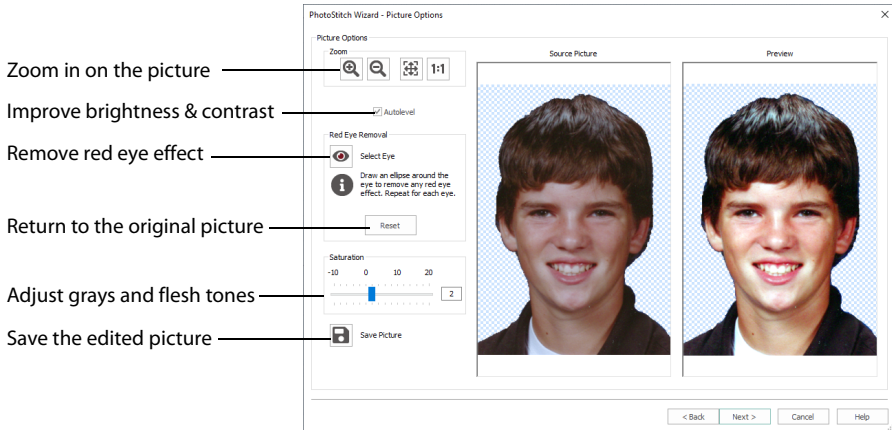 PhotoStitch Wizard - Picture Options
Picture Options
Zoom
Source Picture
Preview
Zoom in on the picture
1:1
Improve brightness & contrast
Autolevel
Red Eye Removal
Remove red eye effect
Select Eye
Draw an ellipse around the
eye to remove any red eye
effect. Repeat for each eye.
Return to the original picture
Reset
Saturation
-10 0 10 20
Adjust grays and flesh tones
2
Save the edited picture
Save Picture
< Back Next > Cancel Help